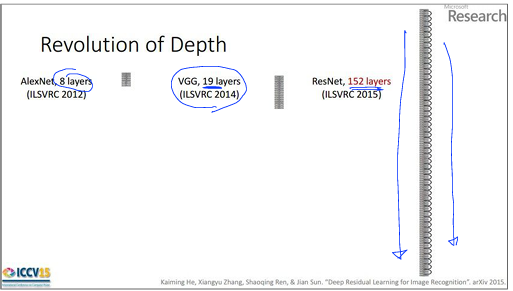 Microsoft
Research
Revolution of Depth
AlexNet, 8 layers
(ILSVRC 2012)
VGG, 19 layers
(ILSVRC 2014)
ResNet, 152 layers
(ILSVRC 2015)
ICCV15
Kaiming He, Xiangyu Zhang, Shaoqing Ren, & Jian Sun. "Deep Residual Learning for Image Recognition". arXiv 2015.